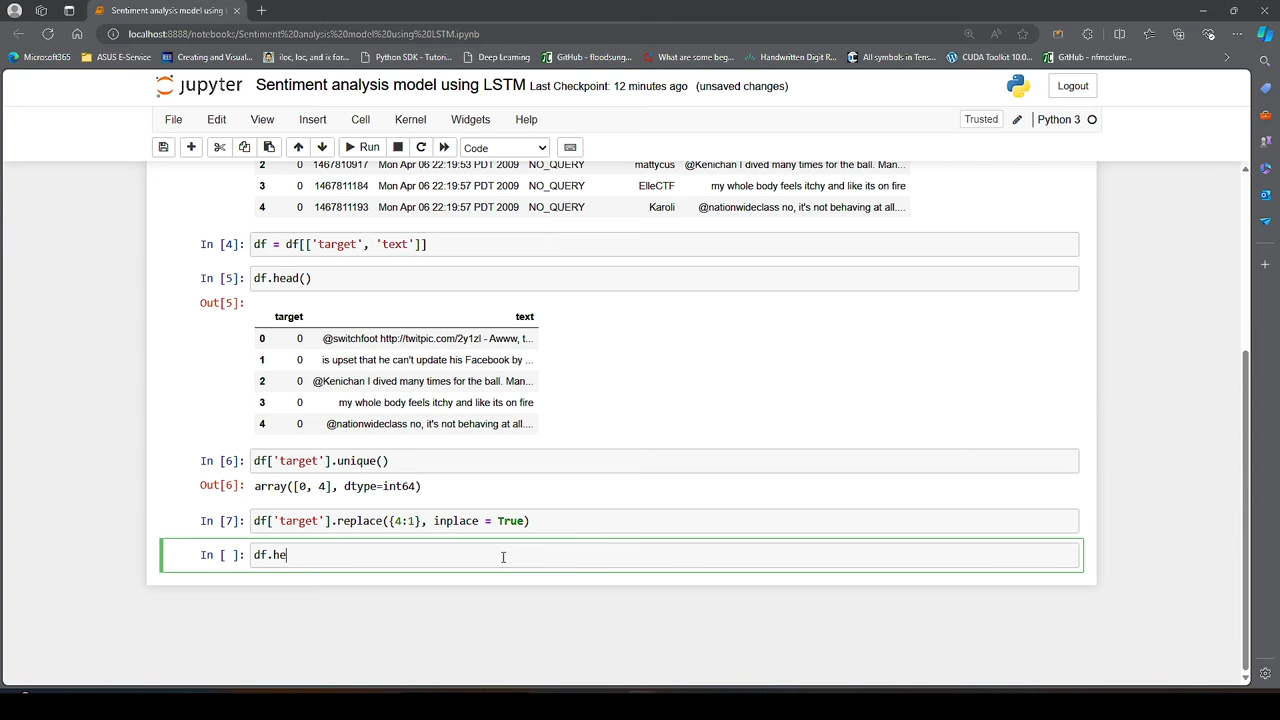 Sentiment analysis model using
localhost:8888/notebooks/Sentiment%20analysis%20model%20using%20LSTM.ipynb
Microsoft365 ASUS E-Service Creating and Visual... iloc, loc, and ix for... Python SDK - Tutori... Deep Learning GitHub - floodsung... What are some beg... Handwritten Digit R... All symbols in Tens... CUDA Toolkit 10.0 GitHub - nfmcclure...
jupyter Sentiment analysis model using LSTM Last Checkpoint: 12 minutes ago (unsaved changes) Logout
File Edit View Insert Cell Kernel Widgets Help Trusted Python 3
Run Code
2 0 1467810917 Mon Apr 06 22:19:53 PDT 2009 NO_QUERY mattycus @Kenichan I dived many times for the ball. Man...
3 0 1467811184 Mon Apr 06 22:19:57 PDT 2009 NO_QUERY ElleCTF my whole body feels itchy and like its on fire
4 0 1467811193 Mon Apr 06 22:19:57 PDT 2009 NO_QUERY Karoli @nationwideclass no, it's not behaving at all....
In [4]: df = df[['target', 'text']]
In [5]: df.head()
Out[5]:
target text
0 0 @switchfoot http://twitpic.com/2y1zl - Awww, t...
1 0 is upset that he can't update his Facebook by ...
2 0 @Kenichan I dived many times for the ball. Man...
3 0 my whole body feels itchy and like its on fire
4 0 @nationwideclass no, it's not behaving at all....
In [6]: df['target'].unique()
Out[6]: array([0, 4], dtype=int64)
In [7]: df['target'].replace({4:1}, inplace = True)
In [ ]: df.he